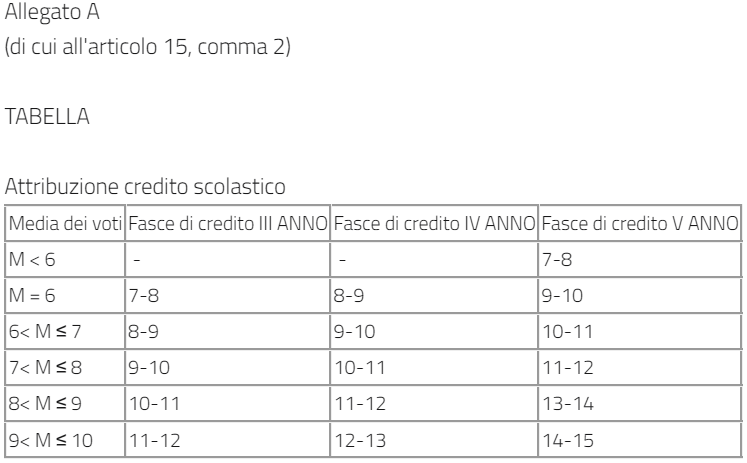 Allegato A
(di cui all'articolo 15, comma 2)
TABELLA
Attribuzione credito scolastico
Media dei voti Fasce di credito III ANNO Fasce di credito IV ANNO Fasce di credito V ANNO
M < 6 - - 7-8
M = 6 7-8 8-9 9-10
6< M ≤ 7 8-9 9-10 10-11
7< M ≤ 8 9-10 10-11 11-12
8< M ≤ 9 10-11 11-12 13-14
9< M ≤ 10 11-12 12-13 14-15